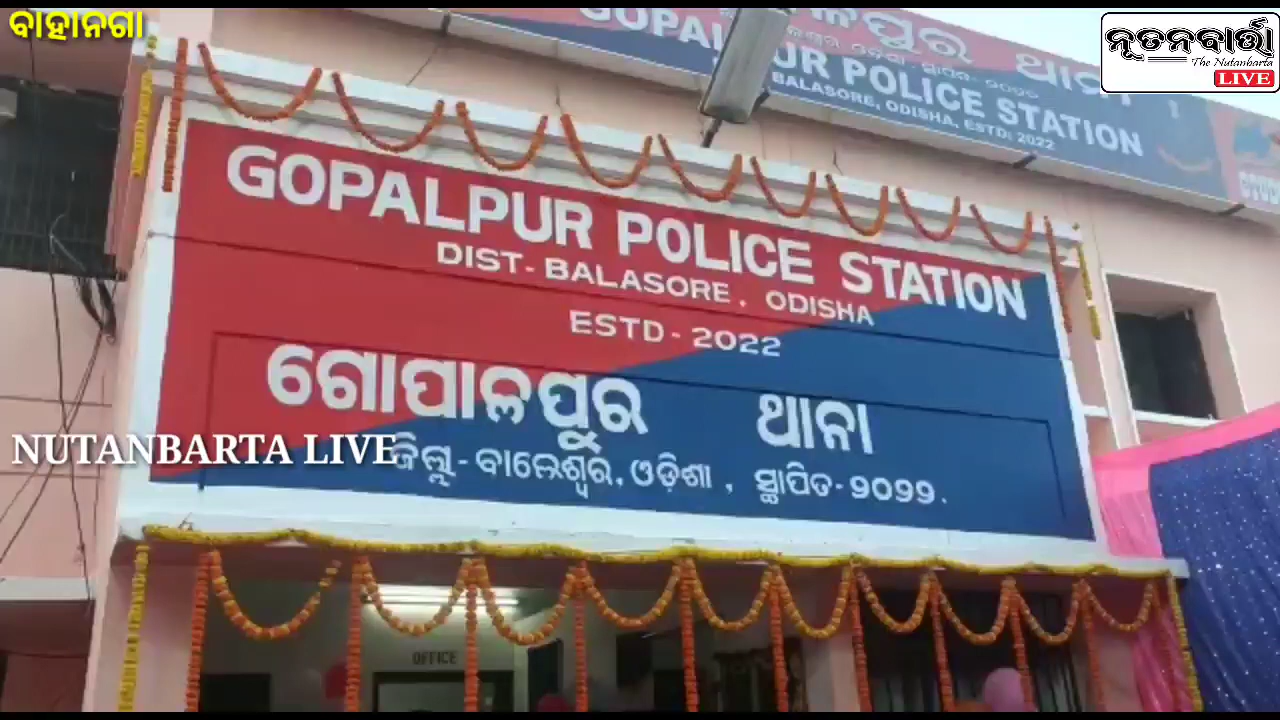 ବାହାନଗା
ନୂତନବାର୍ତ୍ତା
The Nutanbarta
LIVE
GOPALPUR POLICE STATION
DIST - BALASORE, ODISHA
ESTD - 2022
ଗୋପାଳପୁର ଥାନା
ଜିଲ୍ଲା - ବାଲେଶ୍ୱର, ଓଡ଼ିଶା, ସ୍ଥାପିତ - ୨୦୨୨.
NUTANBARTA LIVE
POLICE STATION
BALASORE, ODISHA, ESTD: 2022
OFFICE